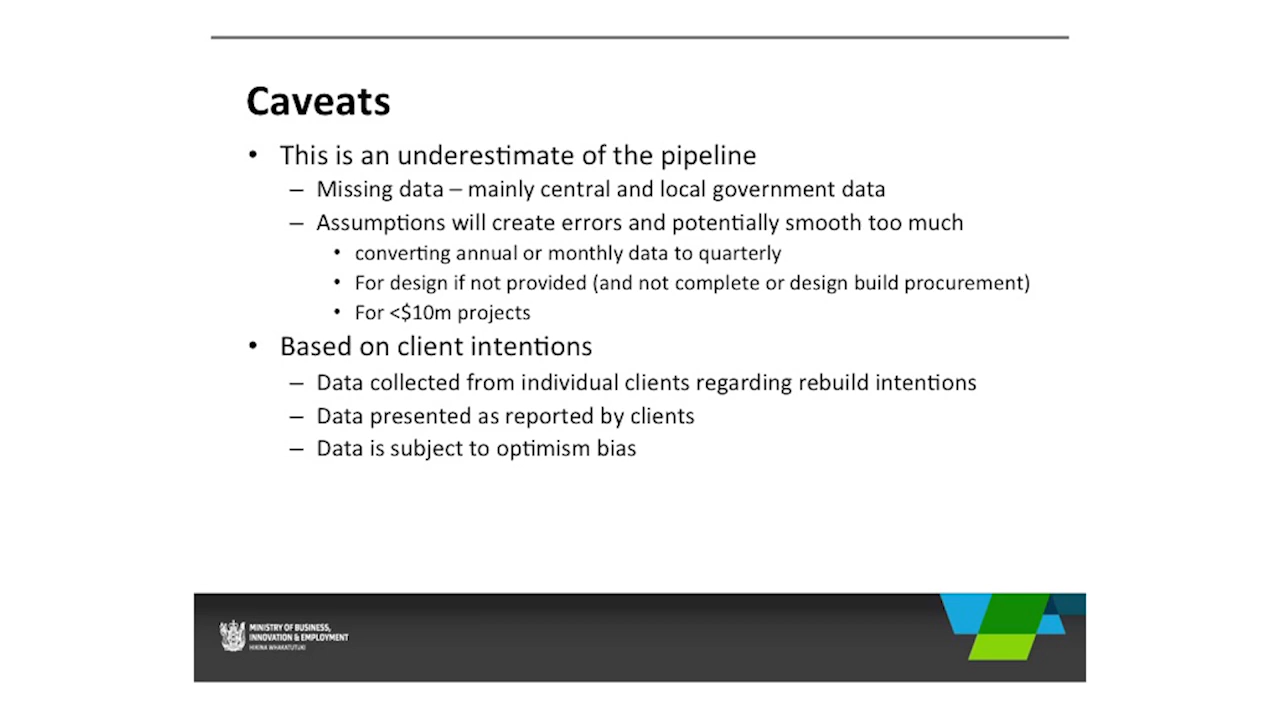 Caveats
• This is an underestimate of the pipeline
– Missing data – mainly central and local government data
– Assumptions will create errors and potentially smooth too much
• converting annual or monthly data to quarterly
• For design if not provided (and not complete or design build procurement)
• For <$10m projects
• Based on client intentions
– Data collected from individual clients regarding rebuild intentions
– Data presented as reported by clients
– Data is subject to optimism bias
MINISTRY OF BUSINESS,
INNOVATION & EMPLOYMENT
HIKINA WHAKATUTUKI